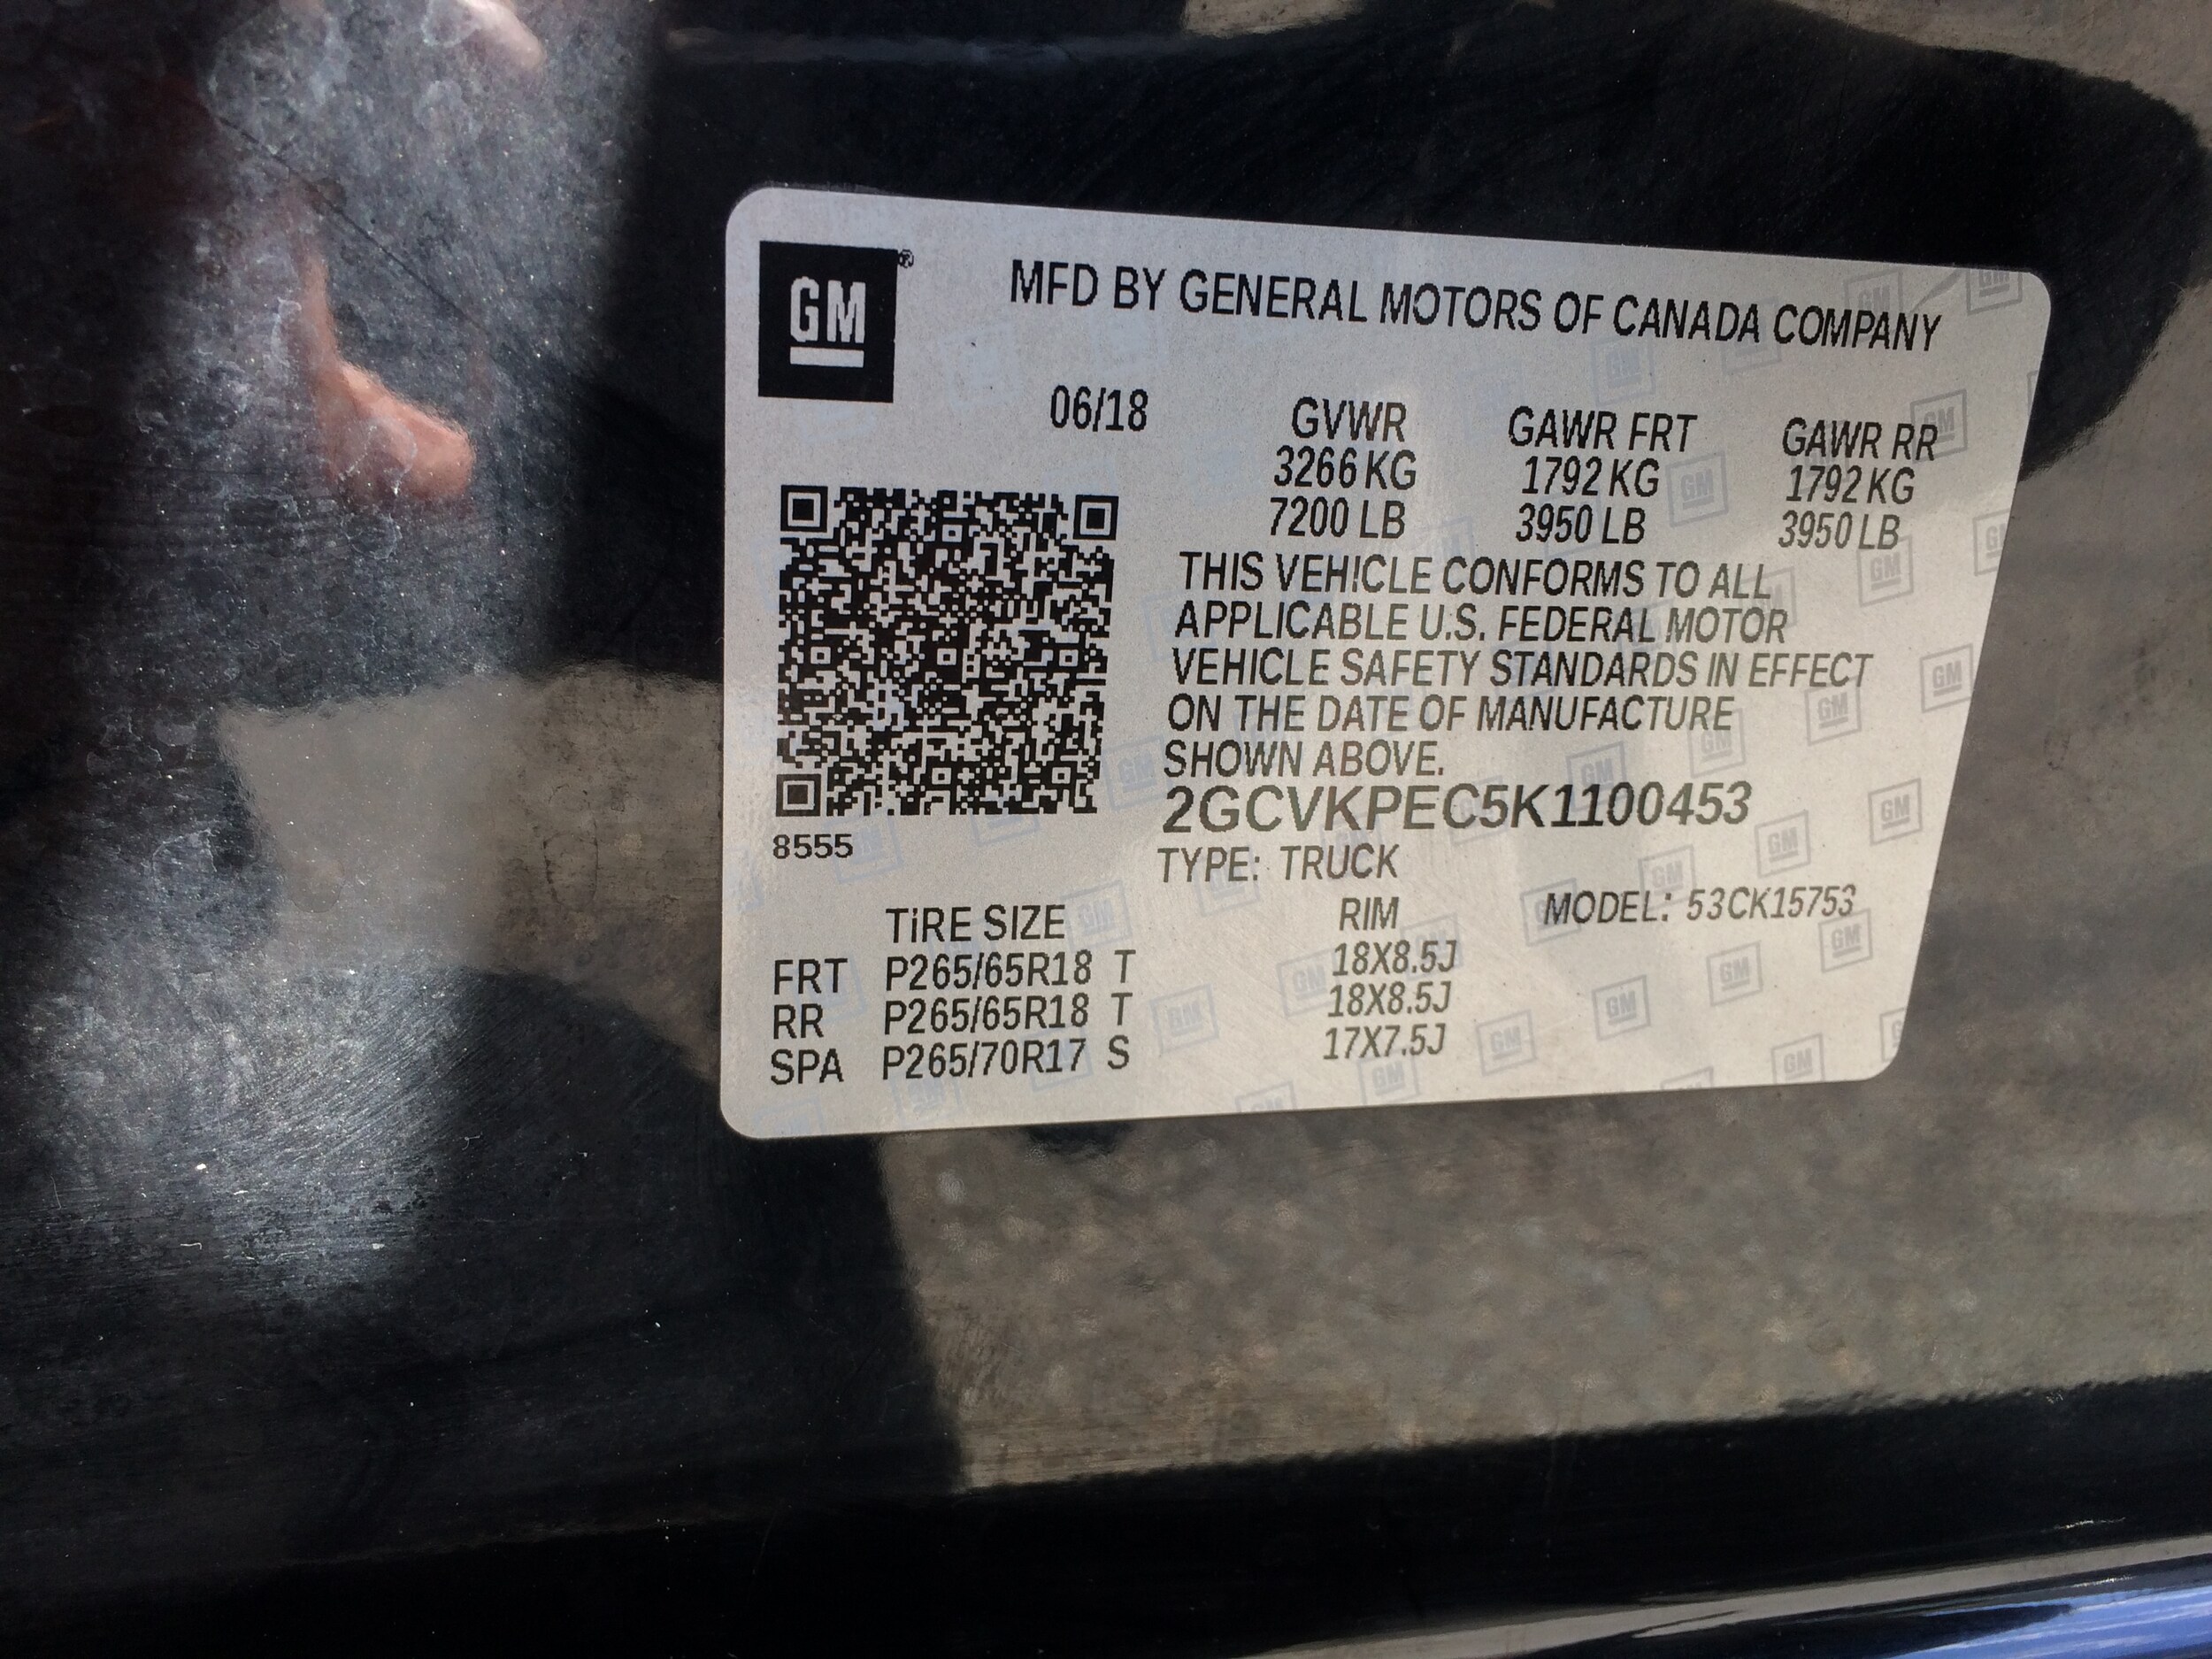 GM®
MFD BY GENERAL MOTORS OF CANADA COMPANY
06/18 GVWR GAWR FRT GAWR RR
3266 KG 1792 KG 1792 KG
7200 LB 3950 LB 3950 LB
THIS VEHICLE CONFORMS TO ALL
APPLICABLE U.S. FEDERAL MOTOR
VEHICLE SAFETY STANDARDS IN EFFECT
ON THE DATE OF MANUFACTURE
SHOWN ABOVE.
2GCVKPEC5K1100453
8555
TYPE: TRUCK
TiRE SIZE RIM MODEL: 53CK15753
FRT P265/65R18 T 18X8.5J
RR P265/65R18 T 18X8.5J
SPA P265/70R17 S 17X7.5J